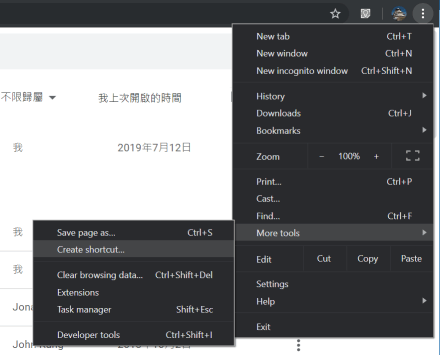 New tab Ctrl+T
New window Ctrl+N
New incognito window Ctrl+Shift+N
不限歸屬 我上次開啟的時間
History
Downloads Ctrl+J
Bookmarks
我 2019年7月12日
Zoom − 100% +
Print... Ctrl+P
Cast...
Find... Ctrl+F
More tools
Save page as... Ctrl+S
Create shortcut...
Edit Cut Copy Paste
我
Clear browsing data... Ctrl+Shift+Del
Settings
Extensions
Help
Task manager Shift+Esc
Exit
Developer tools Ctrl+Shift+I